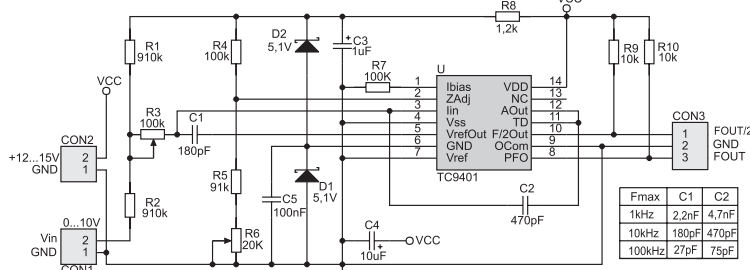 VCC
R8
1,2k
R1
910k
R4
100k
D2
5,1V
C3
1uF
R9
10k
R10
10k
VCC
R7
100K
U
1 Ibias VDD 14
2 ZAdj NC 13
3 Iin AOut 12
4 Vss TD 11
5 VrefOut F/2Out 10
6 GND OCom 9
7 Vref PFO 8
TC9401
R3
100k
C1
180pF
CON3
1 FOUT/2
2 GND
3 FOUT
CON2
+12...15V 2
GND 1
R5
91k
C5
100nF
D1
5,1V
C2
470pF
R2
910k
R6
20K
C4
10uF
VCC
0...10V
Vin 2
GND 1
CON1
Fmax C1 C2
1kHz 2,2nF 4,7nF
10kHz 180pF 470pF
100kHz 27pF 75pF